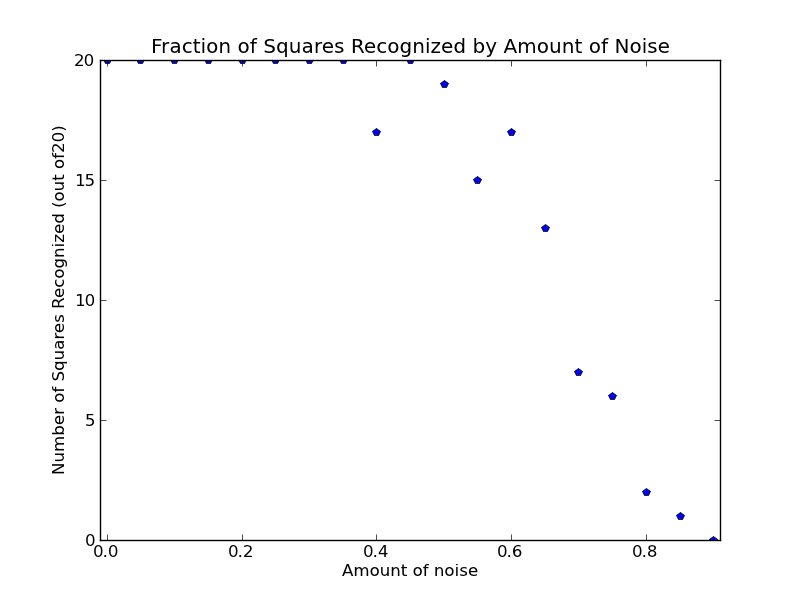 Fraction of Squares Recognized by Amount of Noise
20
15
10
5
0
Number of Squares Recognized (out of20)
0.0 0.2 0.4 0.6 0.8
Amount of noise